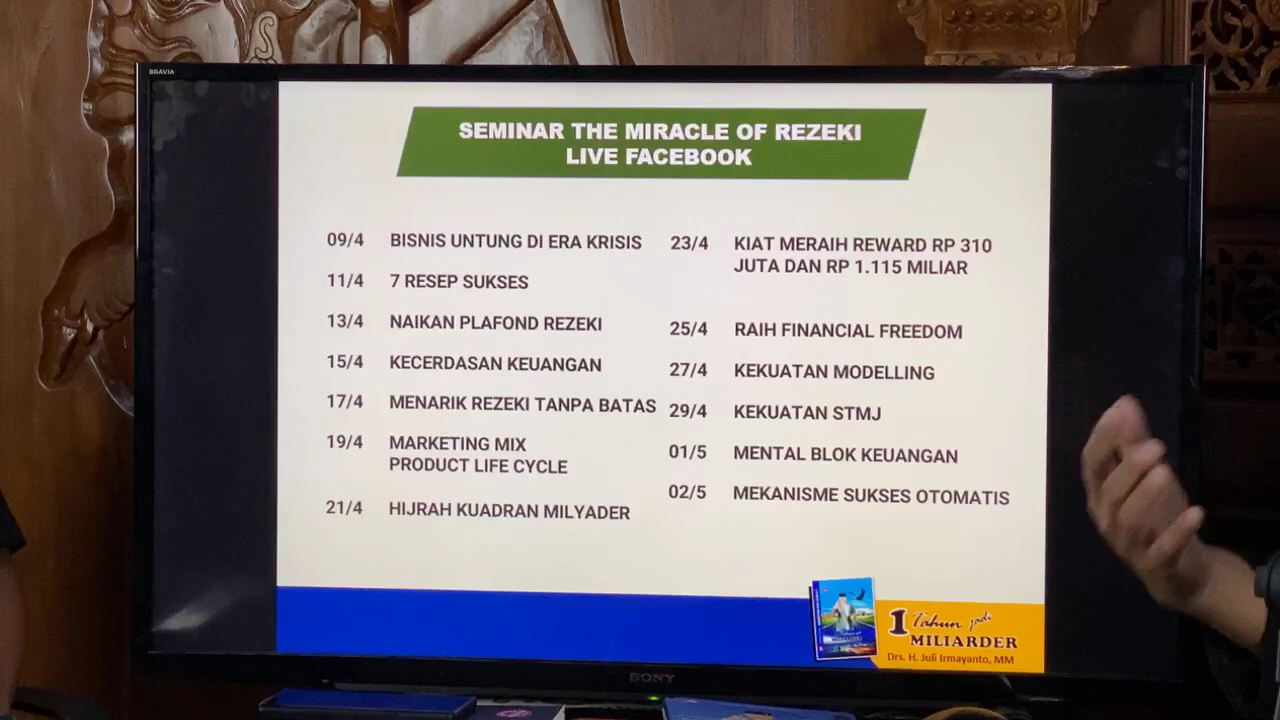 BRAVIA
SEMINAR THE MIRACLE OF REZEKI
LIVE FACEBOOK
09/4 BISNIS UNTUNG DI ERA KRISIS
11/4 7 RESEP SUKSES
13/4 NAIKAN PLAFOND REZEKI
15/4 KECERDASAN KEUANGAN
17/4 MENARIK REZEKI TANPA BATAS
19/4 MARKETING MIX
PRODUCT LIFE CYCLE
21/4 HIJRAH KUADRAN MILYADER
23/4 KIAT MERAIH REWARD RP 310
JUTA DAN RP 1.115 MILIAR
25/4 RAIH FINANCIAL FREEDOM
27/4 KEKUATAN MODELLING
29/4 KEKUATAN STMJ
01/5 MENTAL BLOK KEUANGAN
02/5 MEKANISME SUKSES OTOMATIS
1 Tahun jadi
MILIARDER
Drs. H. Juli Irmayanto, MM
SONY